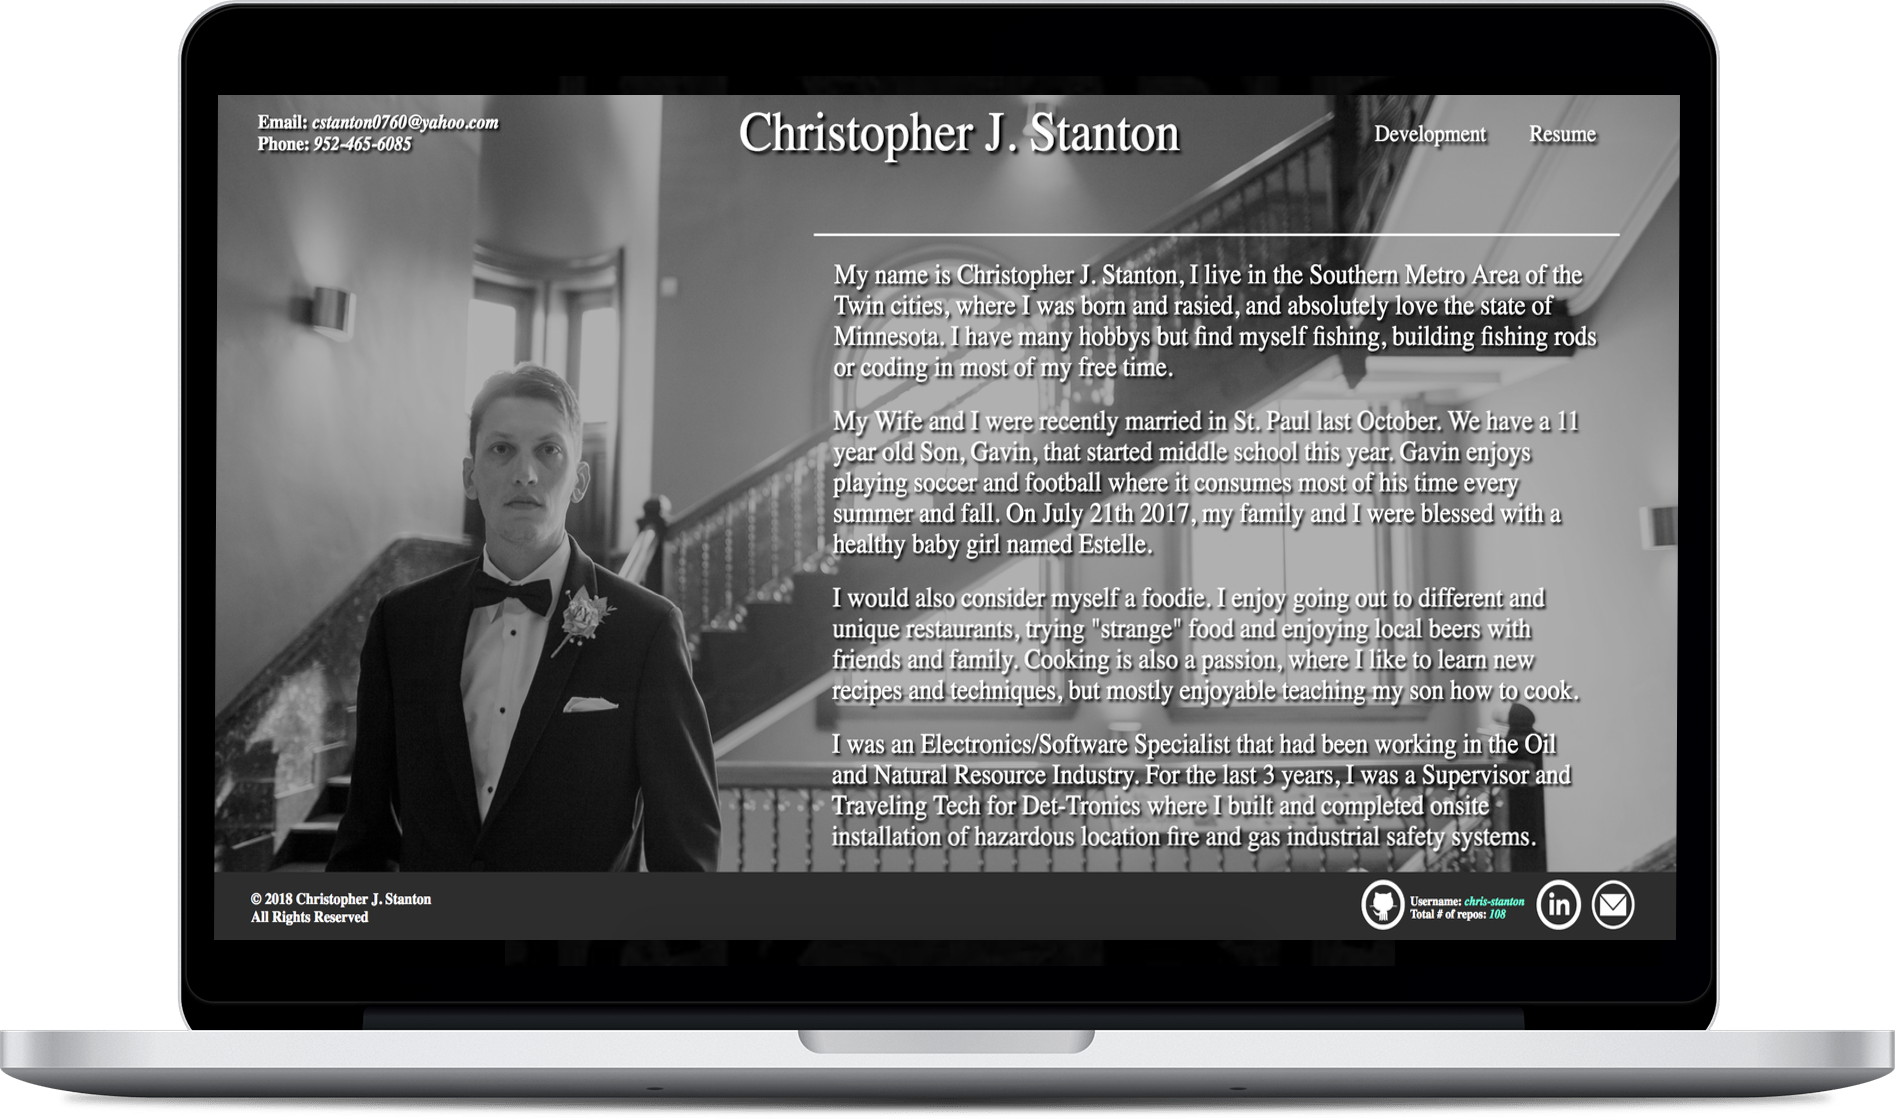 Email: cstanton0760@yahoo.com
Phone: 952-465-6085
Christopher J. Stanton
Development
Resume
My name is Christopher J. Stanton, I live in the Southern Metro Area of the
Twin cities, where I was born and rasied, and absolutely love the state of
Minnesota. I have many hobbys but find myself fishing, building fishing rods
or coding in most of my free time.
My Wife and I were recently married in St. Paul last October. We have a 11
year old Son, Gavin, that started middle school this year. Gavin enjoys
playing soccer and football where it consumes most of his time every
summer and fall. On July 21th 2017, my family and I were blessed with a
healthy baby girl named Estelle.
I would also consider myself a foodie. I enjoy going out to different and
unique restaurants, trying "strange" food and enjoying local beers with
friends and family. Cooking is also a passion, where I like to learn new
recipes and techniques, but mostly enjoyable teaching my son how to cook.
I was an Electronics/Software Specialist that had been working in the Oil
and Natural Resource Industry. For the last 3 years, I was a Supervisor and
Traveling Tech for Det-Tronics where I built and completed onsite
installation of hazardous location fire and gas industrial safety systems.
© 2018 Christopher J. Stanton
All Rights Reserved
Username: chris-stanton
Total # of repos: 108
in